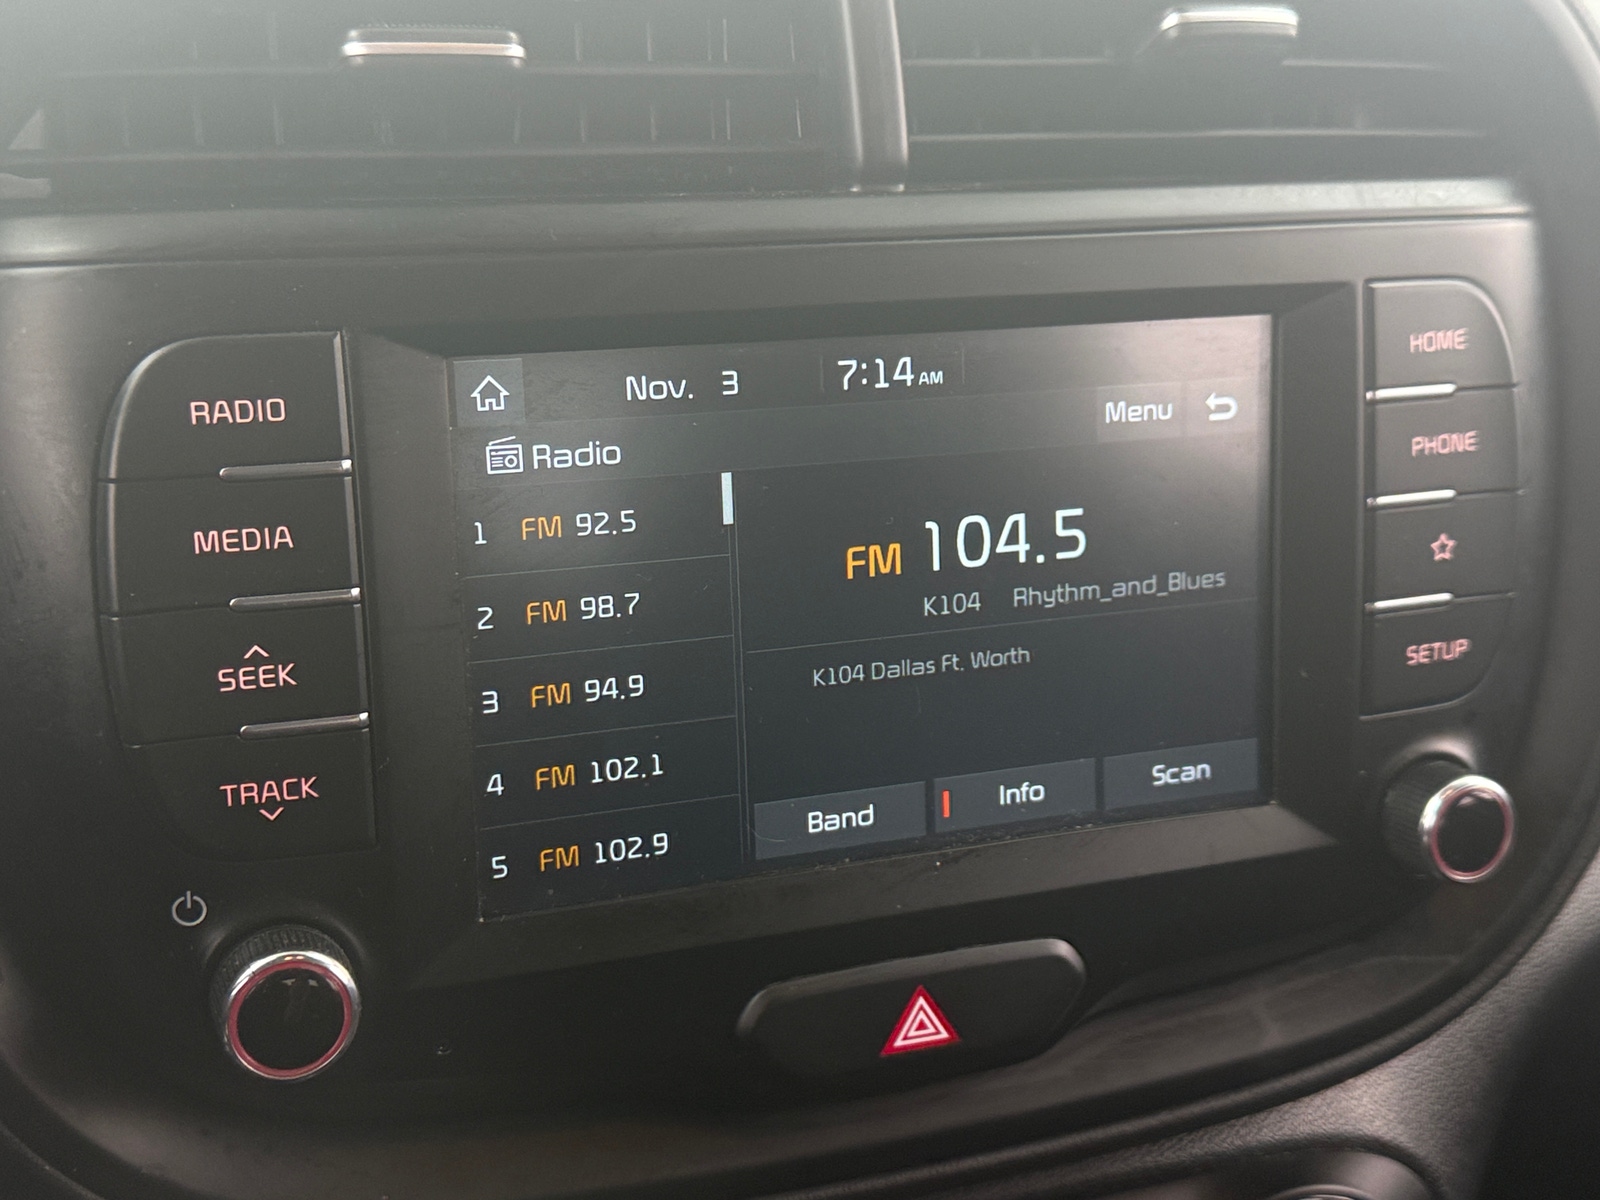 Nov. 3 7:14 AM
Menu
Radio
1 FM 92.5
2 FM 98.7
3 FM 94.9
4 FM 102.1
5 FM 102.9
FM 104.5
K104 Rhythm_and_Blues
K104 Dallas Ft. Worth
Band Info Scan
RADIO
MEDIA
SEEK
TRACK
HOME
PHONE
SETUP